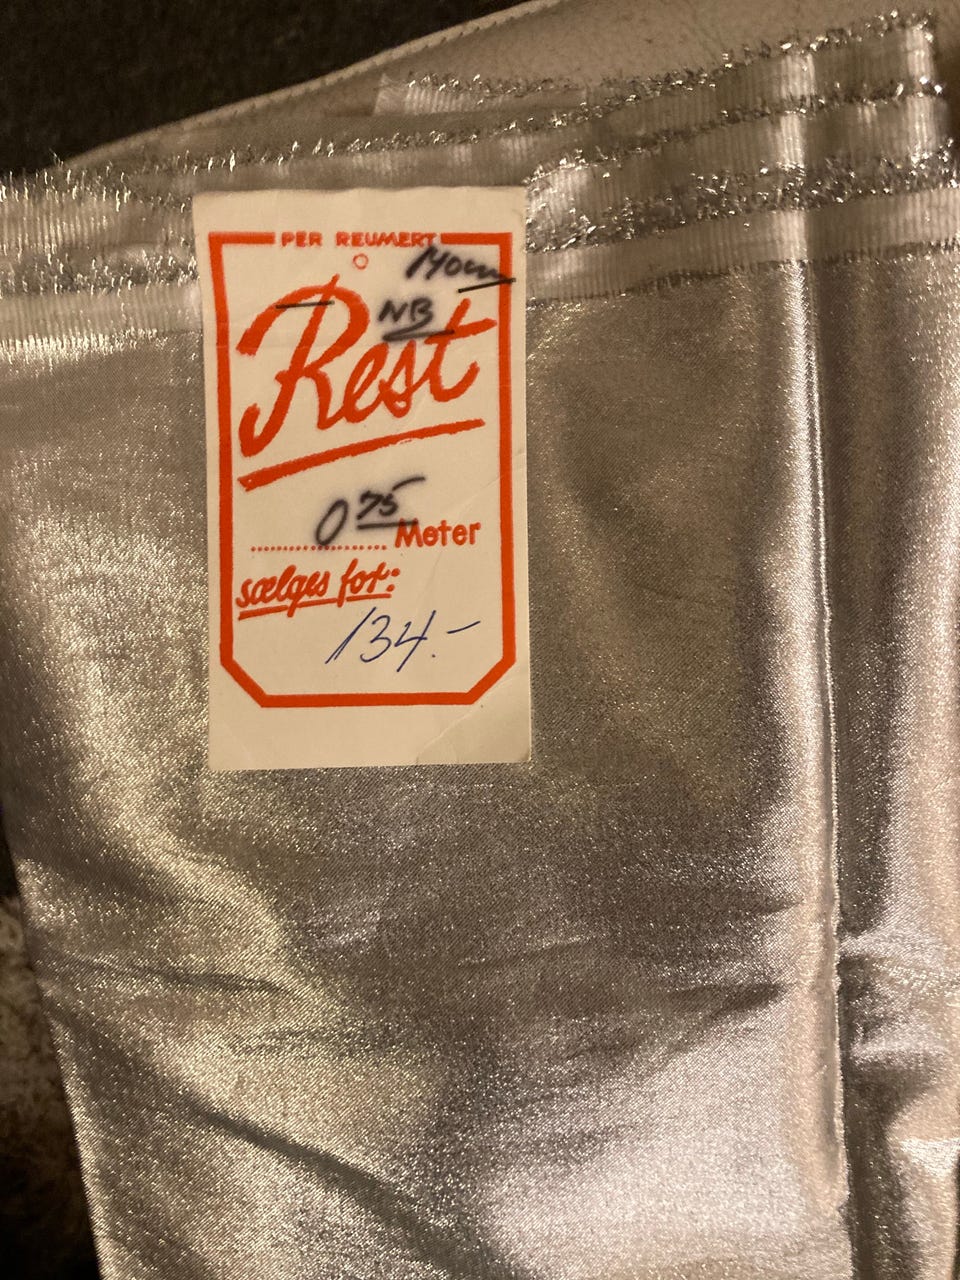 PER REUMERT
140cm
NB
Rest
0 75 Meter
sælges for:
134.-